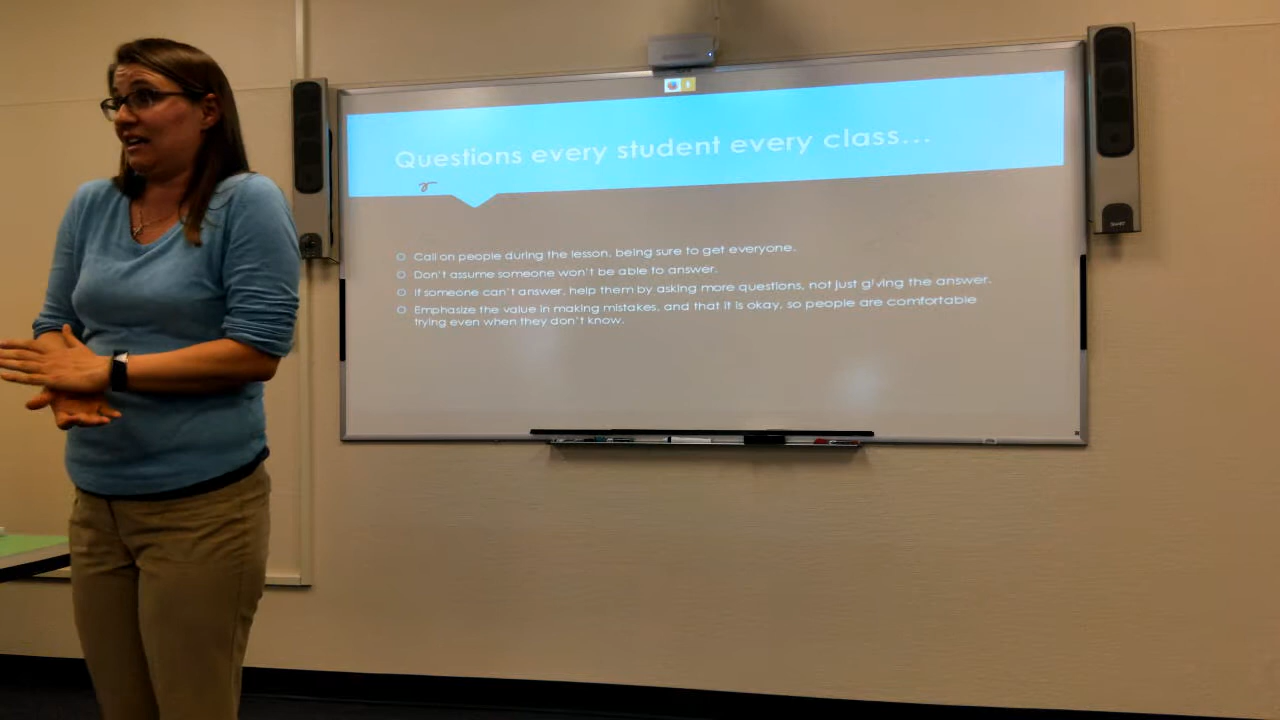 Questions every student every class...
Call on people during the lesson, being sure to get everyone.
Don't assume someone won't be able to answer.
If someone can't answer, help them by asking more questions, not just giving the answer.
Emphasize the value in making mistakes, and that it is okay, so people are comfortable
trying even when they don't know.
SMART